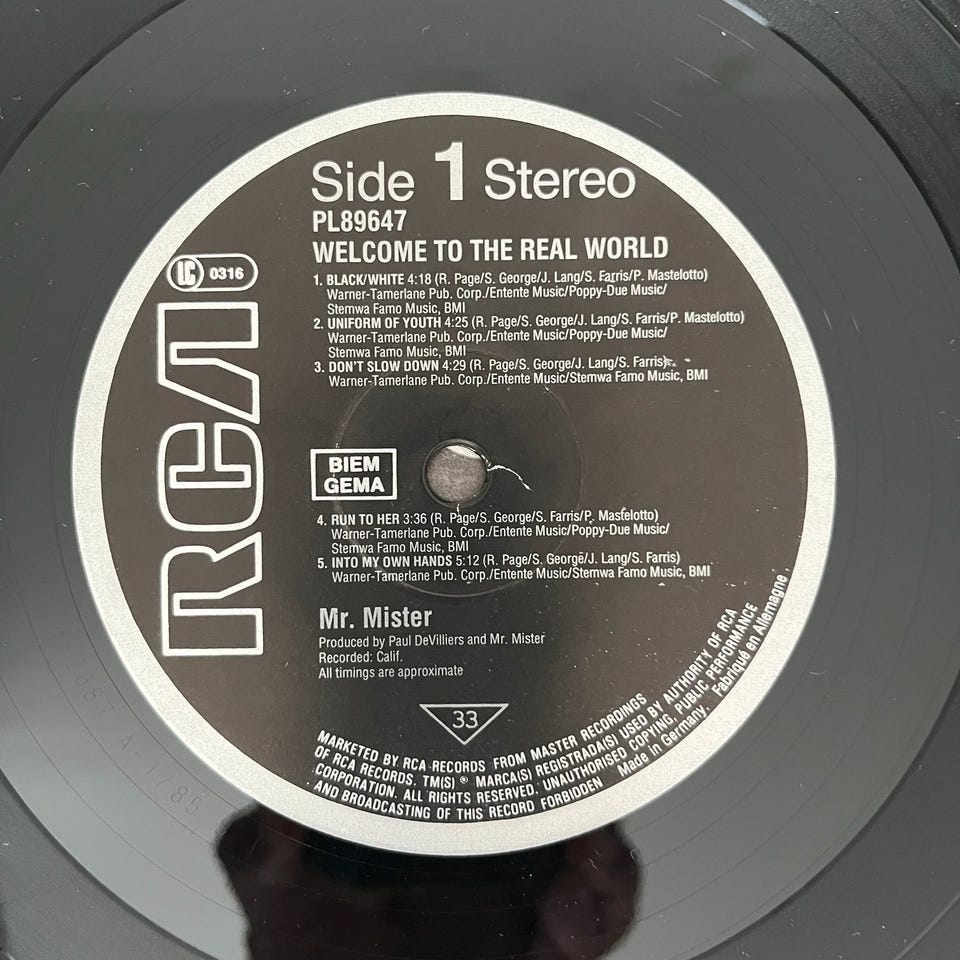 Side 1 Stereo
PL89647
WELCOME TO THE REAL WORLD
LC 0316
RCA
1. BLACK/WHITE 4:18 (R. Page/S. George/J. Lang/S. Farris/P. Mastelotto)
Warner-Tamerlane Pub. Corp./Entente Music/Poppy-Due Music/
Stemwa Famo Music, BMI
2. UNIFORM OF YOUTH 4:25 (R. Page/S. George/J. Lang/S. Farris/P. Mastelotto)
Warner-Tamerlane Pub. Corp./Entente Music/Poppy-Due Music/
Stemwa Famo Music, BMI
3. DON'T SLOW DOWN 4:29 (R. Page/S. George/J. Lang/S. Farris)
Warner-Tamerlane Pub. Corp./Entente Music/Stemwa Famo Music, BMI
BIEM
GEMA
4. RUN TO HER 3:36 (R. Page/S. George/S. Farris/P. Mastelotto)
Warner-Tamerlane Pub. Corp./Entente Music/Poppy-Due Music/
Stemwa Famo Music, BMI
5. INTO MY OWN HANDS 5:12 (R. Page/S. George/J. Lang/S. Farris)
Warner-Tamerlane Pub. Corp./Entente Music/Stemwa Famo Music, BMI
Mr. Mister
Produced by Paul DeVilliers and Mr. Mister
Recorded: Calif.
All timings are approximate
33
MARKETED BY RCA RECORDS FROM MASTER RECORDINGS
OF RCA RECORDS. TM(S) ® MARCA(S) REGISTRADA(S) USED BY AUTHORITY OF RCA
CORPORATION. ALL RIGHTS RESERVED. UNAUTHORISED COPYING, PUBLIC PERFORMANCE
AND BROADCASTING OF THIS RECORD FORBIDDEN Made in Germany. Fabriqué en Allemagne